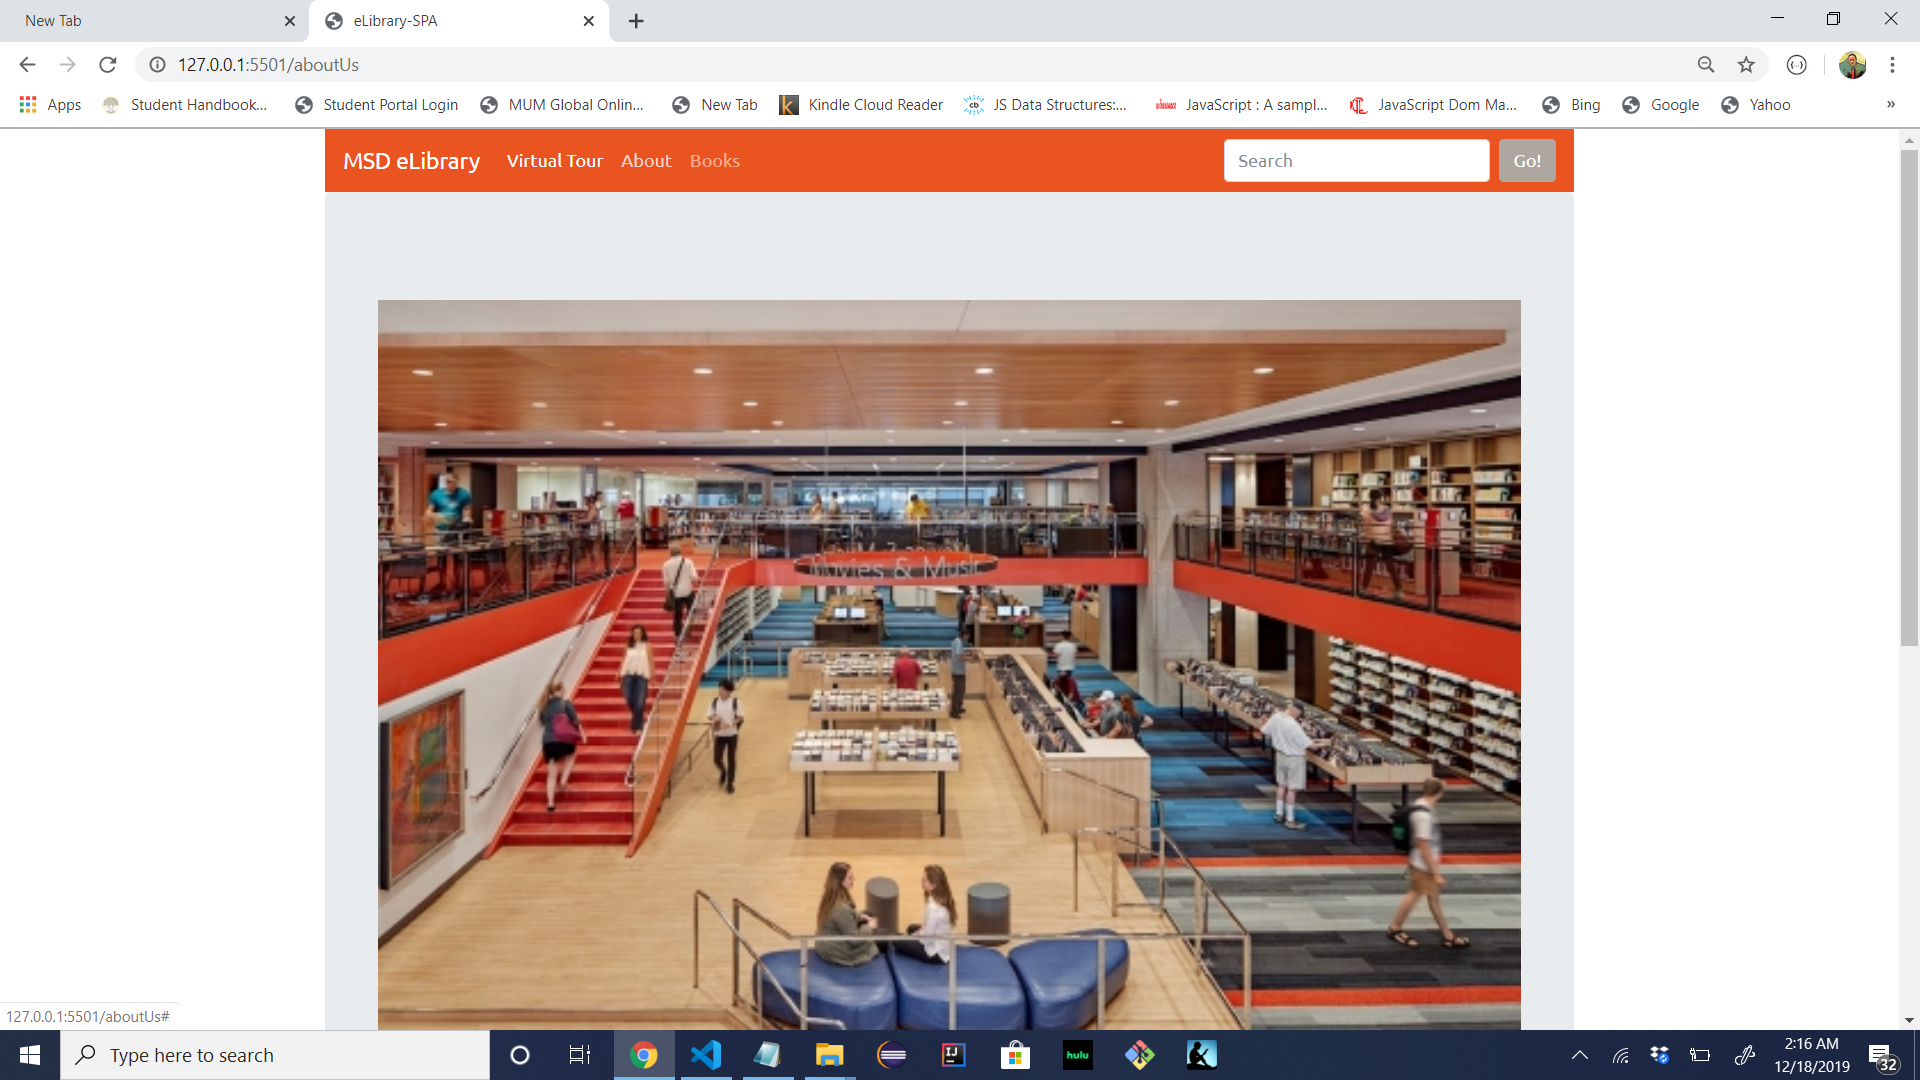 New Tab
eLibrary-SPA
127.0.0.1:5501/aboutUs
Apps
Student Handbook...
Student Portal Login
MUM Global Onlin...
New Tab
Kindle Cloud Reader
JS Data Structures:...
JavaScript : A sampl...
JavaScript Dom Ma...
Bing
Google
Yahoo
»
MSD eLibrary
Virtual Tour
About
Books
Search
Go!
Movies & Music
127.0.0.1:5501/aboutUs#
Type here to search
hulu
2:16 AM
12/18/2019
32